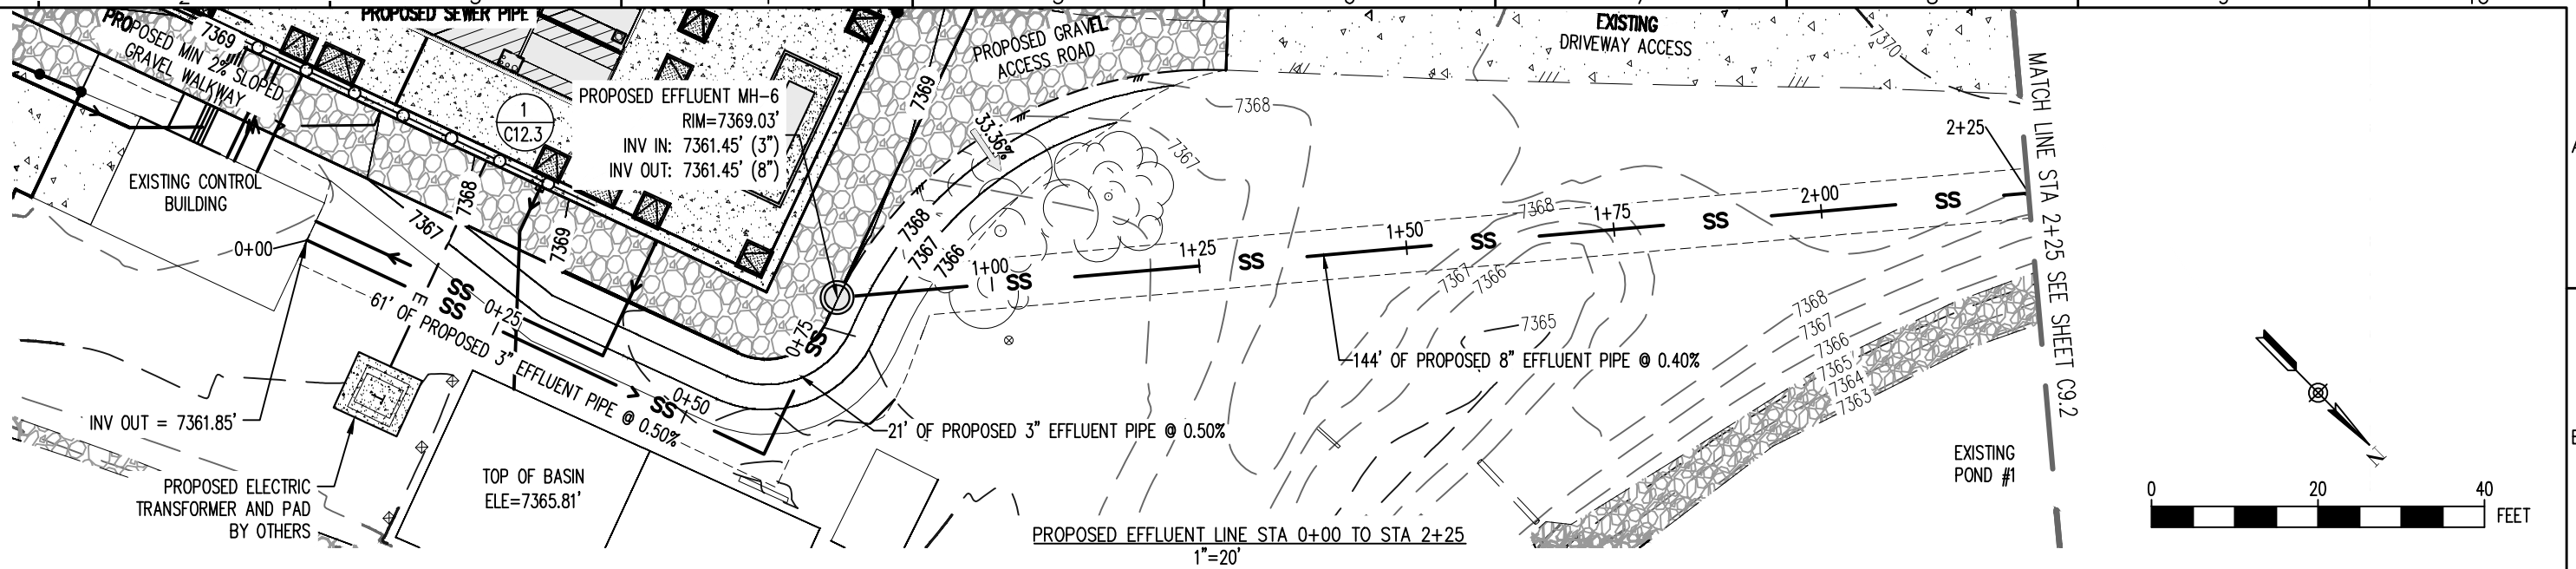 PROPOSED SEWER PIPE
PROPOSED MIN 2% SLOPED
GRAVEL WALKWAY
7369
PROPOSED GRAVEL
ACCESS ROAD
7369
EXISTING
DRIVEWAY ACCESS
7370
1
C12.3
PROPOSED EFFLUENT MH-6
RIM=7369.03'
INV IN: 7361.45' (3")
INV OUT: 7361.45' (8")
33.36%
7368
7367
MATCH LINE STA 2+25 SEE SHEET C9.2
2+25
EXISTING CONTROL
BUILDING
7368
7367
7369
0+00
7368
7367
7366
1+00
SS
1+25
SS
1+50
SS
7368
1+75
SS
2+00
SS
7367
7366
7365
SS
SS
E
0+25
61' OF PROPOSED 3" EFFLUENT PIPE @ 0.50%
SS
0+50
0+75
SS
144' OF PROPOSED 8" EFFLUENT PIPE @ 0.40%
7368
7367
7366
7365
7364
7363
INV OUT = 7361.85'
21' OF PROPOSED 3" EFFLUENT PIPE @ 0.50%
T
PROPOSED ELECTRIC
TRANSFORMER AND PAD
BY OTHERS
TOP OF BASIN
ELE=7365.81'
EXISTING
POND #1
N
0 20 40
FEET
PROPOSED EFFLUENT LINE STA 0+00 TO STA 2+25
1"=20'